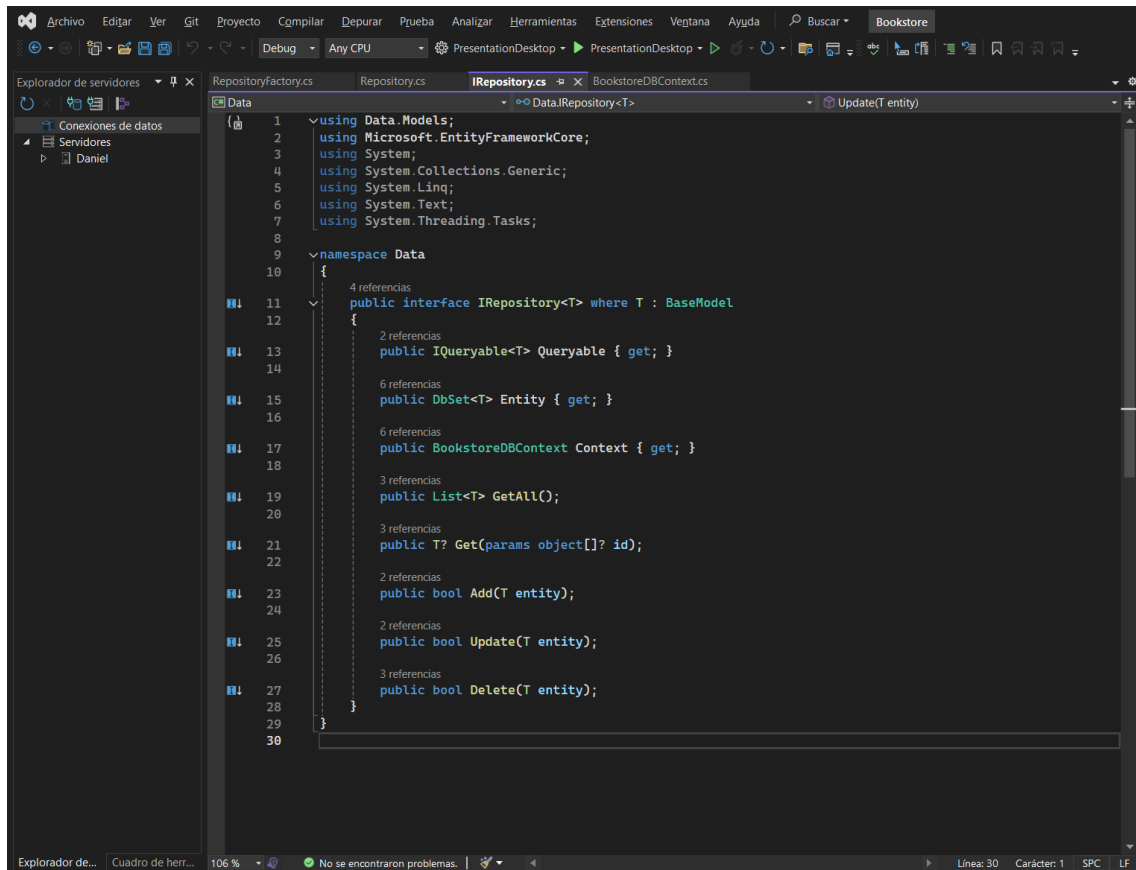 Archivo Editar Ver Git Proyecto Compilar Depurar Prueba Analizar Herramientas Extensiones Ventana Ayuda Buscar Bookstore
Debug Any CPU PresentationDesktop PresentationDesktop
Explorador de servidores
RepositoryFactory.cs Repository.cs IRepository.cs BookstoreDBContext.cs
Data Data.IRepository<T> Update(T entity)
Conexiones de datos
Servidores
Daniel
1 using Data.Models;
2 using Microsoft.EntityFrameworkCore;
3 using System;
4 using System.Collections.Generic;
5 using System.Linq;
6 using System.Text;
7 using System.Threading.Tasks;
8
9 namespace Data
10 {
4 referencias
11 public interface IRepository<T> where T : BaseModel
12 {
2 referencias
13 public IQueryable<T> Queryable { get; }
14
6 referencias
15 public DbSet<T> Entity { get; }
16
6 referencias
17 public BookstoreDBContext Context { get; }
18
3 referencias
19 public List<T> GetAll();
20
3 referencias
21 public T? Get(params object[]? id);
22
2 referencias
23 public bool Add(T entity);
24
2 referencias
25 public bool Update(T entity);
26
3 referencias
27 public bool Delete(T entity);
28 }
29 }
30
Explorador de... Cuadro de herr... 106 % No se encontraron problemas. Línea: 30 Carácter: 1 SPC LF